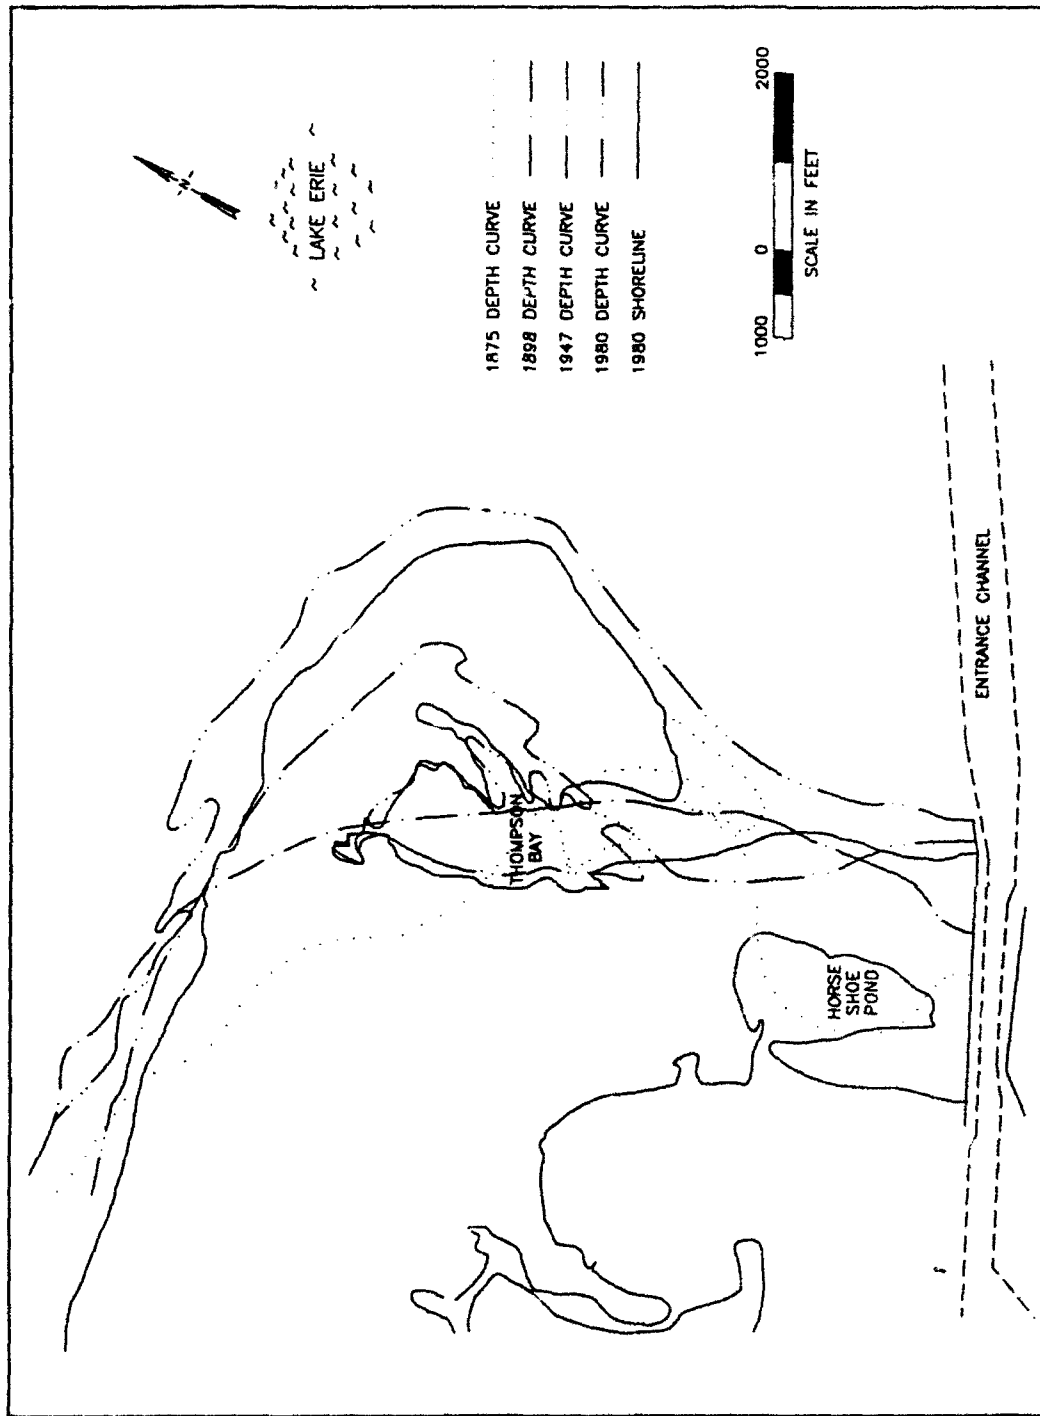 N
LAKE ERIE
1875 DEPTH CURVE
1898 DEPTH CURVE
1947 DEPTH CURVE
1980 DEPTH CURVE
1980 SHORELINE
1000 0 2000
SCALE IN FEET
THOMPSON
BAY
HORSE
SHOE
POND
ENTRANCE CHANNEL